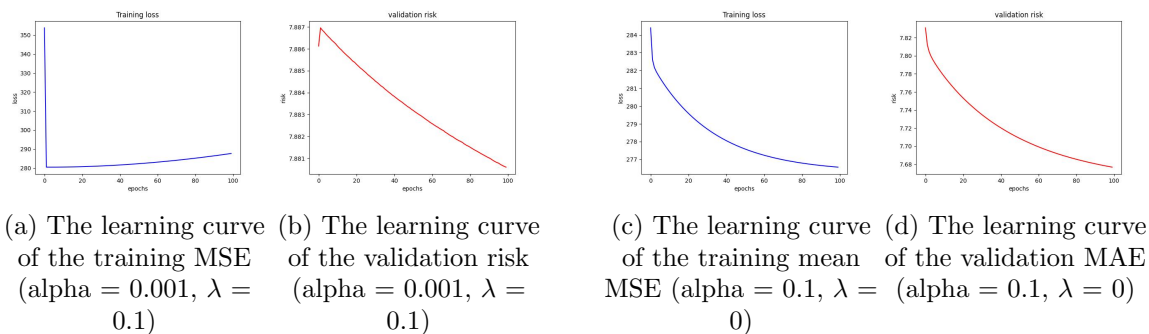 Training loss
350
340
330
320
310
300
290
280
loss
0
20
40
60
80
100
epochs
validation risk
7.887
7.886
7.885
7.884
7.883
7.882
7.881
risk
0
20
40
60
80
100
epochs
Training loss
284
283
282
281
280
279
278
277
loss
0
20
40
60
80
100
epochs
validation risk
7.82
7.80
7.78
7.76
7.74
7.72
7.70
7.68
risk
0
20
40
60
80
100
epochs
(a) The learning curve
of the training MSE
(alpha = 0.001, λ =
0.1)
(b) The learning curve
of the validation risk
(alpha = 0.001, λ =
0.1)
(c) The learning curve
of the training mean
MSE (alpha = 0.1, λ =
0)
(d) The learning curve
of the validation MAE
(alpha = 0.1, λ = 0)